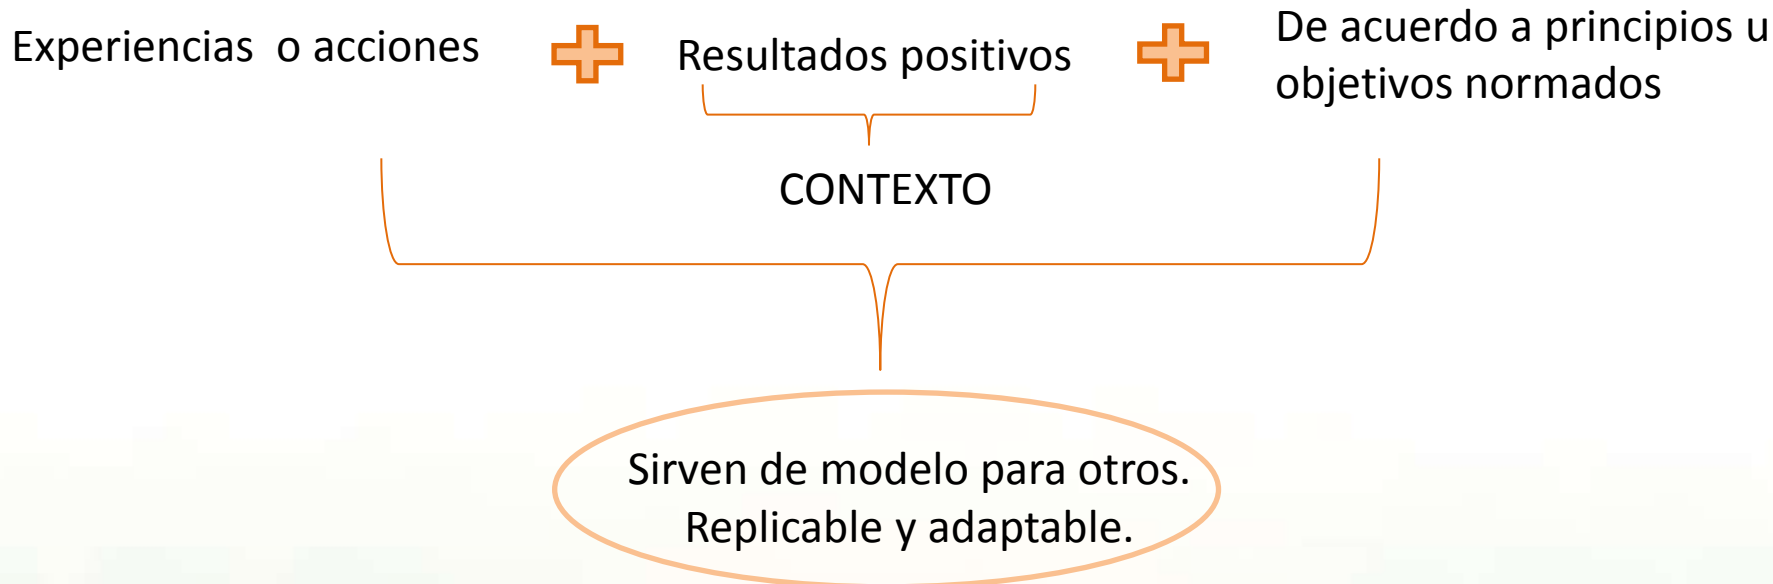 Experiencias o acciones
Resultados positivos
De acuerdo a principios u
objetivos normados
CONTEXTO
Sirven de modelo para otros.
Replicable y adaptable.